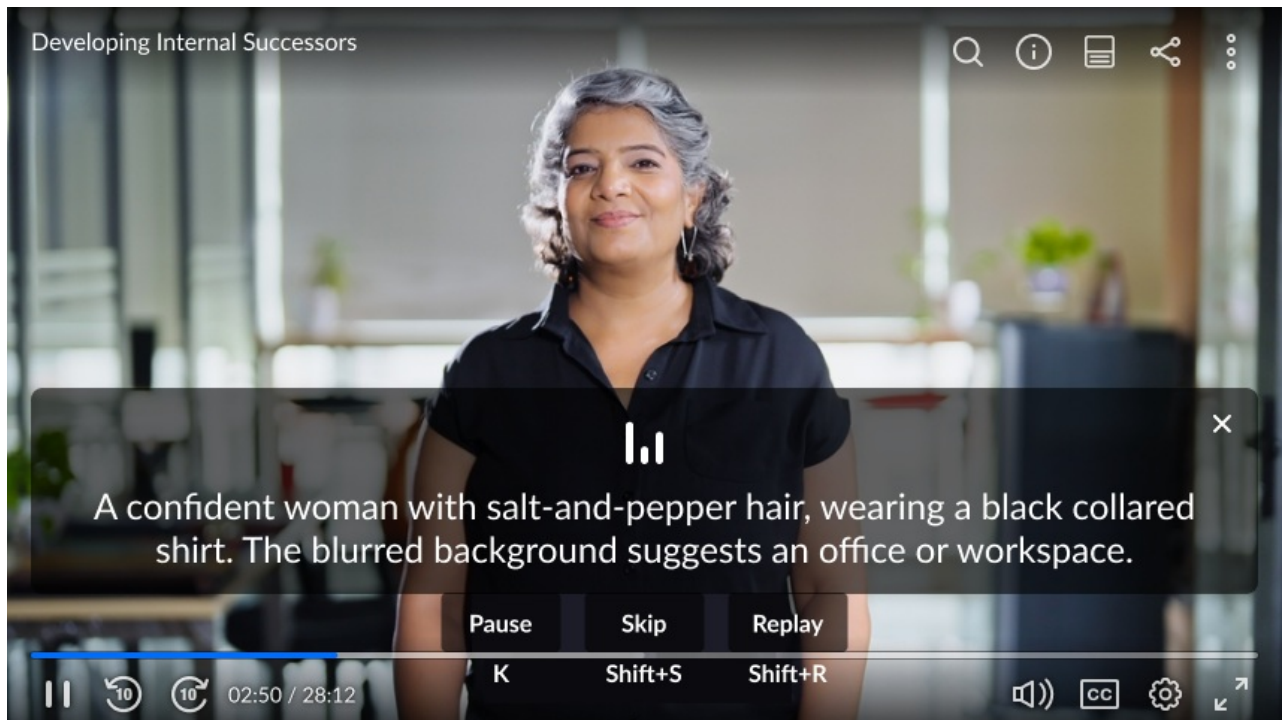 Developing Internal Successors
A confident woman with salt-and-pepper hair, wearing a black collared
shirt. The blurred background suggests an office or workspace.
Pause
Skip
Replay
K
Shift+S
Shift+R
10
10
02:50 / 28:12
CC